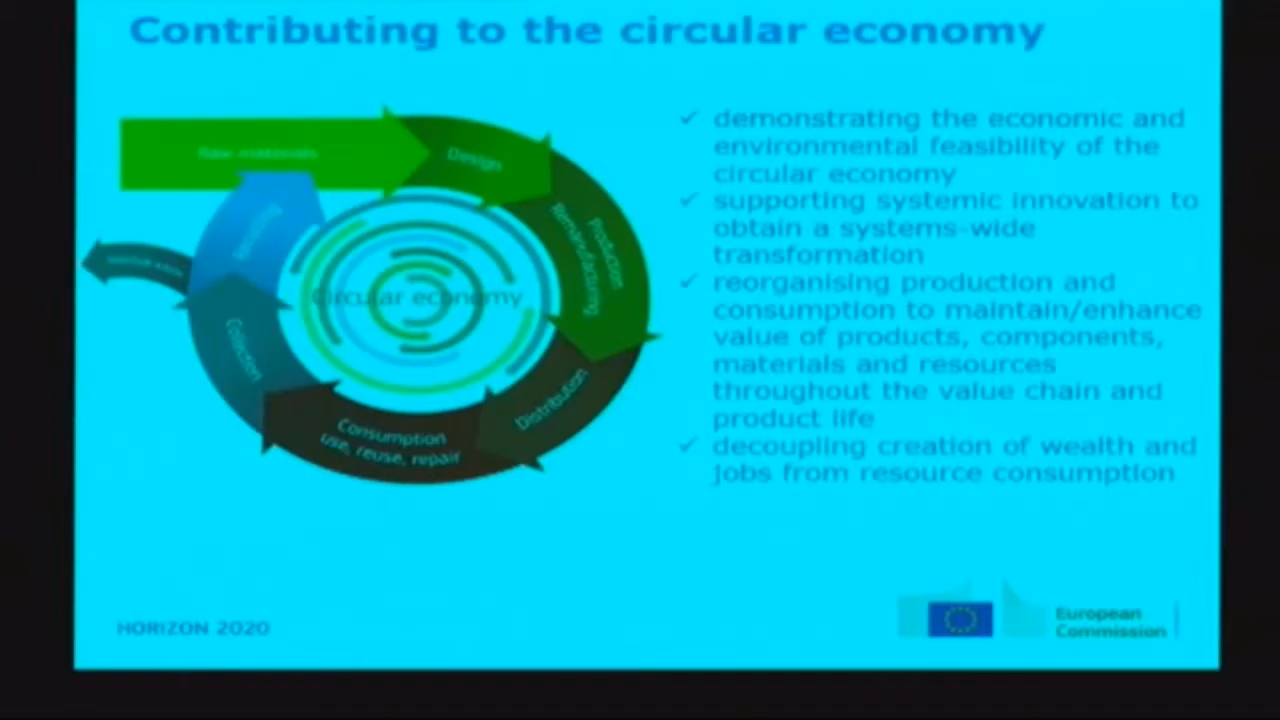 Contributing to the circular economy
Raw materials
Design
Production
Remanufacturing
Distribution
Consumption
use, reuse, repair
Collection
Recycling
Circular economy
✓ demonstrating the economic and
environmental feasibility of the
circular economy
✓ supporting systemic innovation to
obtain a systems-wide
transformation
✓ reorganising production and
consumption to maintain/enhance
value of products, components,
materials and resources
throughout the value chain and
product life
✓ decoupling creation of wealth and
jobs from resource consumption
HORIZON 2020
European
Commission